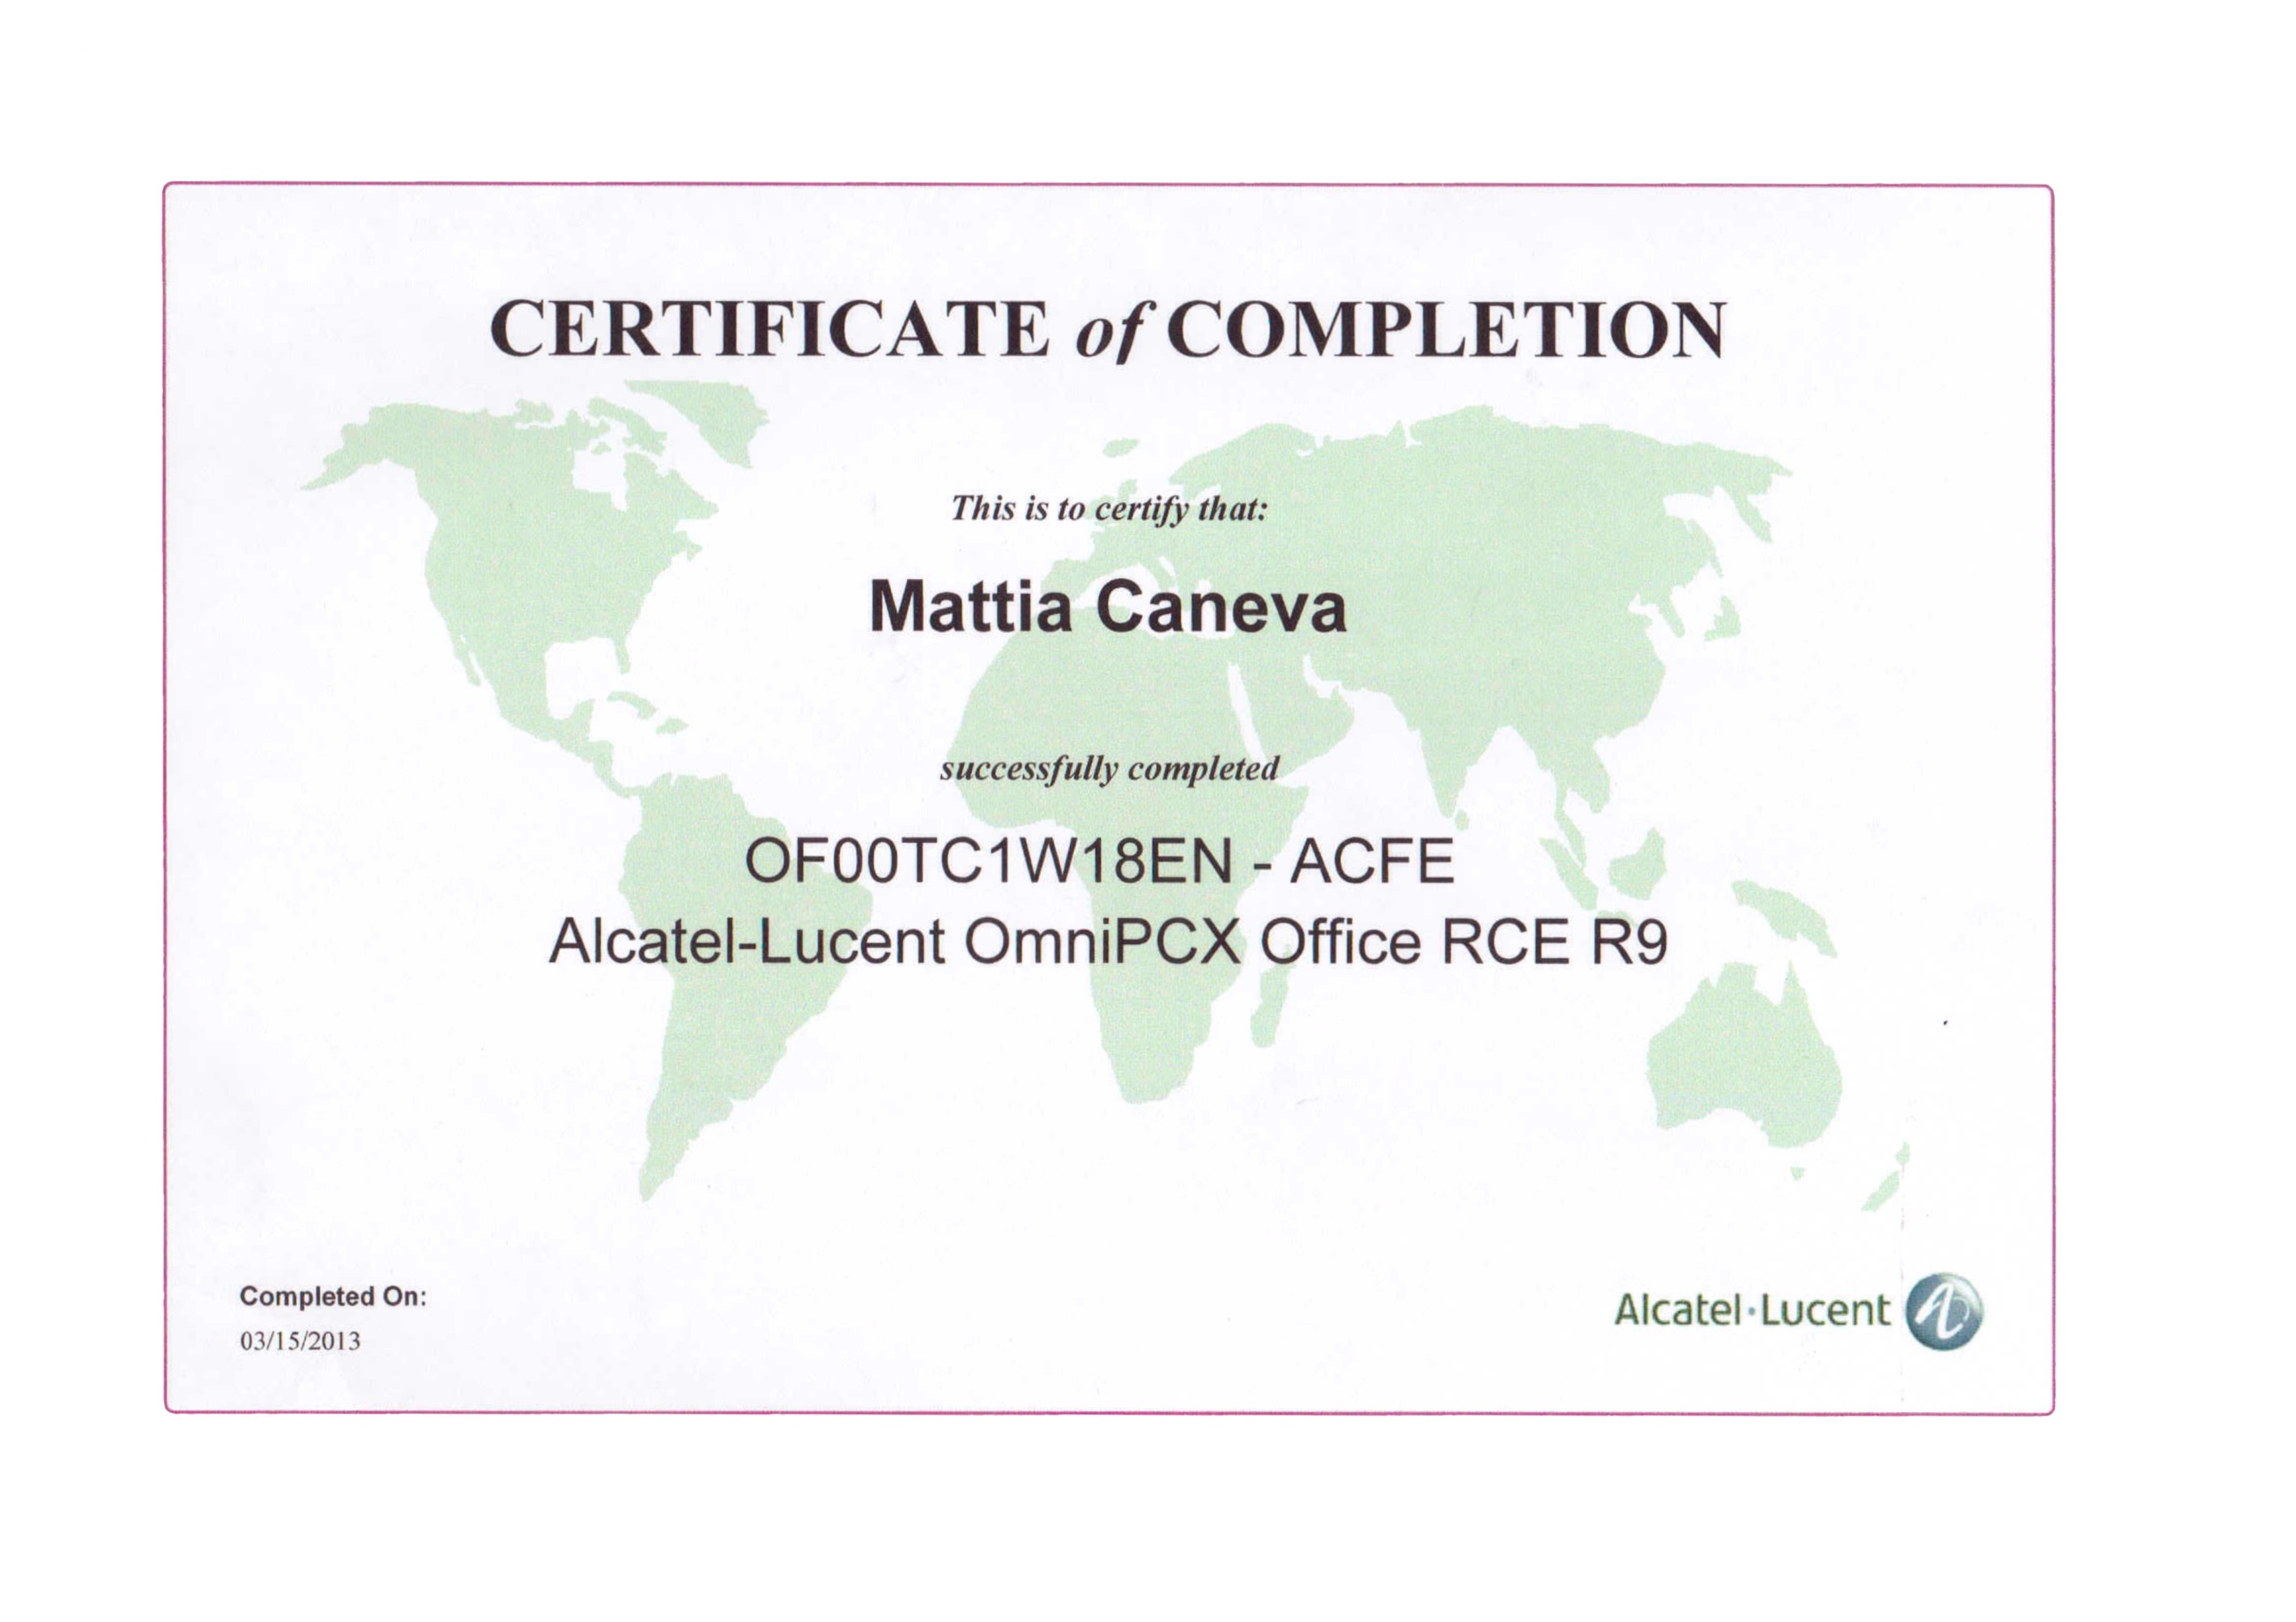 CERTIFICATE of COMPLETION
This is to certify that:
Mattia Caneva
successfully completed
OF00TC1W18EN - ACFE
Alcatel-Lucent OmniPCX Office RCE R9
Completed On:
03/15/2013
Alcatel·Lucent